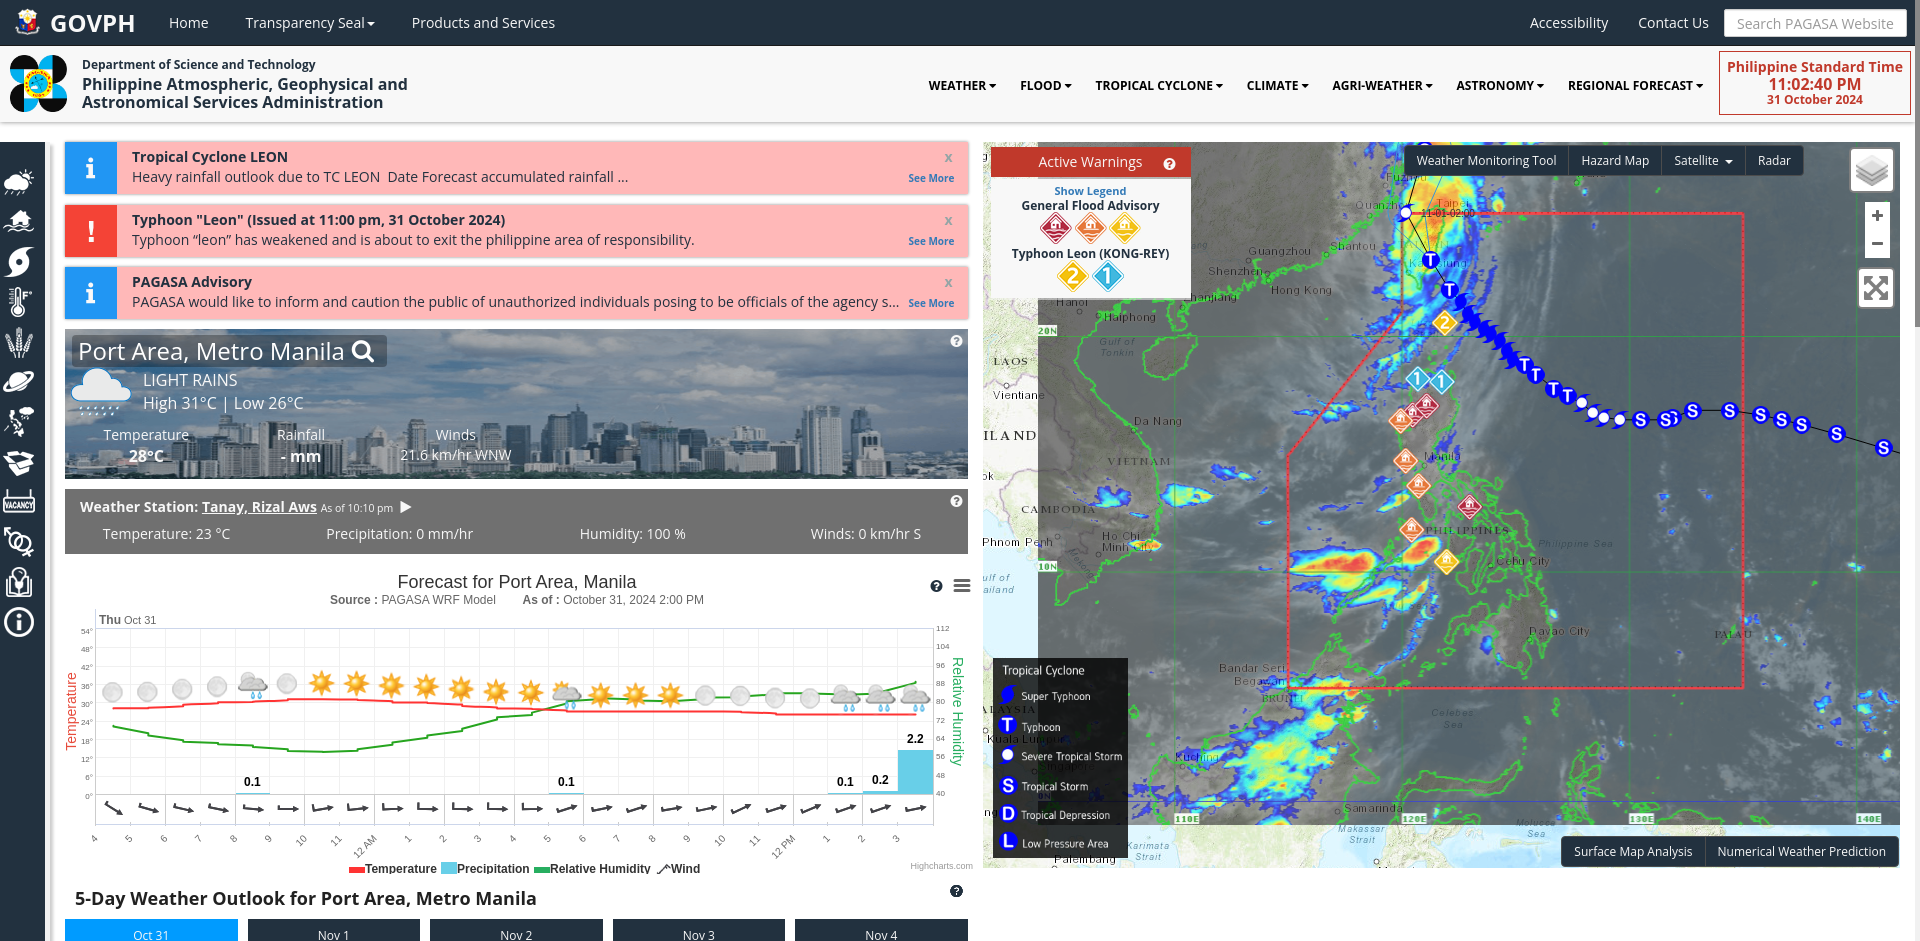 GOVPH
Home
Transparency Seal
Products and Services
Accessibility
Contact Us
Search PAGASA Website
Department of Science and Technology
Philippine Atmospheric, Geophysical and
Astronomical Services Administration
WEATHER
FLOOD
TROPICAL CYCLONE
CLIMATE
AGRI-WEATHER
ASTRONOMY
REGIONAL FORECAST
Philippine Standard Time
11:02:40 PM
31 October 2024
VACANCY
Tropical Cyclone LEON
x
Heavy rainfall outlook due to TC LEON Date Forecast accumulated rainfall ...
See More
Typhoon "Leon" (Issued at 11:00 pm, 31 October 2024)
x
Typhoon “leon” has weakened and is about to exit the philippine area of responsibility.
See More
PAGASA Advisory
x
PAGASA would like to inform and caution the public of unauthorized individuals posing to be officials of the agency s...
See More
Port Area, Metro Manila
LIGHT RAINS
High 31°C | Low 26°C
Temperature
Rainfall
Winds
28°C
- mm
21.6 km/hr WNW
Weather Station: Tanay, Rizal Aws As of 10:10 pm
Temperature: 23 °C
Precipitation: 0 mm/hr
Humidity: 100 %
Winds: 0 km/hr S
Forecast for Port Area, Manila
Source : PAGASA WRF Model As of : October 31, 2024 2:00 PM
Thu Oct 31
Temperature
54°
48°
42°
36°
30°
24°
18°
12°
6°
0°
112
104
96
88
80
72
64
56
48
40
Relative Humidity
0.1
0.1
0.1
0.2
2.2
4
5
6
7
8
9
10
11
12 AM
1
2
3
4
5
6
7
8
9
10
11
12 PM
1
2
3
Temperature
Precipitation
Relative Humidity
Wind
Highcharts.com
5-Day Weather Outlook for Port Area, Metro Manila
Oct 31
Nov 1
Nov 2
Nov 3
Nov 4
Active Warnings
Show Legend
General Flood Advisory
Typhoon Leon (KONG-REY)
2
1
Weather Monitoring Tool
Hazard Map
Satellite
Radar
+
−
11-01-02:00
Quanzhou
Guangzhou
Shantou
Shenzhen
Hong Kong
Zhanjiang
Hanoi
Haiphong
Gulf of
Tonkin
20N
LAOS
Vientiane
Da Nang
VIETNAM
CAMBODIA
Phnom Penh
Ho Chi
Minh City
10N
Manila
PHILIPPINES
Philippine Sea
Cebu City
Davao City
PALAU
Bandar Seri
Begawan
BRUNEI
Celebes
Sea
Kuching
Samarinda
110E
120E
130E
140E
Makassar
Strait
Molucca
Sea
Karimata
Strait
Palembang
Tropical Cyclone
Super Typhoon
T Typhoon
Severe Tropical Storm
S Tropical Storm
D Tropical Depression
L Low Pressure Area
Surface Map Analysis
Numerical Weather Prediction